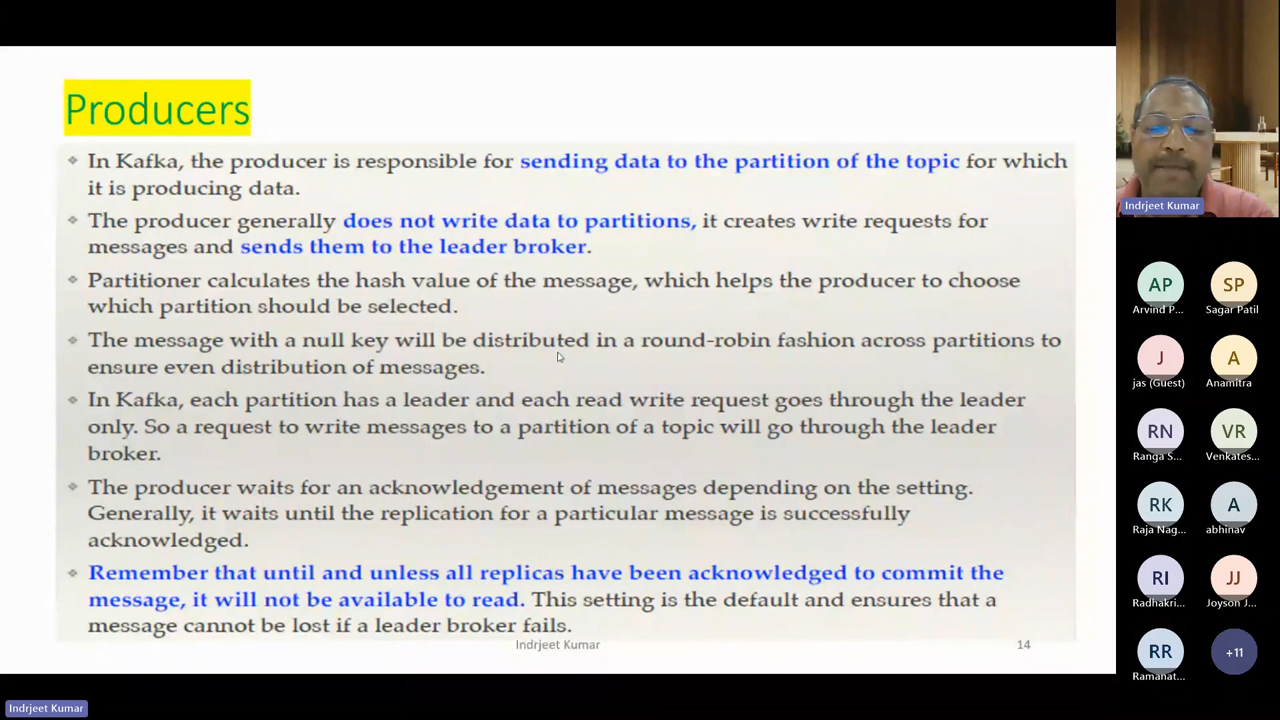 Producers
❖ In Kafka, the producer is responsible for sending data to the partition of the topic for which
it is producing data.
❖ The producer generally does not write data to partitions, it creates write requests for
messages and sends them to the leader broker.
❖ Partitioner calculates the hash value of the message, which helps the producer to choose
which partition should be selected.
❖ The message with a null key will be distributed in a round-robin fashion across partitions to
ensure even distribution of messages.
❖ In Kafka, each partition has a leader and each read write request goes through the leader
only. So a request to write messages to a partition of a topic will go through the leader
broker.
❖ The producer waits for an acknowledgement of messages depending on the setting.
Generally, it waits until the replication for a particular message is successfully
acknowledged.
❖ Remember that until and unless all replicas have been acknowledged to commit the
message, it will not be available to read. This setting is the default and ensures that a
message cannot be lost if a leader broker fails.
Indrjeet Kumar
14
Indrjeet Kumar
Indrjeet Kumar
AP
SP
Arvind P...
Sagar Patil
J
A
jas (Guest)
Anamitra
RN
VR
Ranga S...
Venkates...
RK
A
Raja Nag...
abhinav
RI
JJ
Radhakri...
Joyson J...
RR
+11
Ramanat...